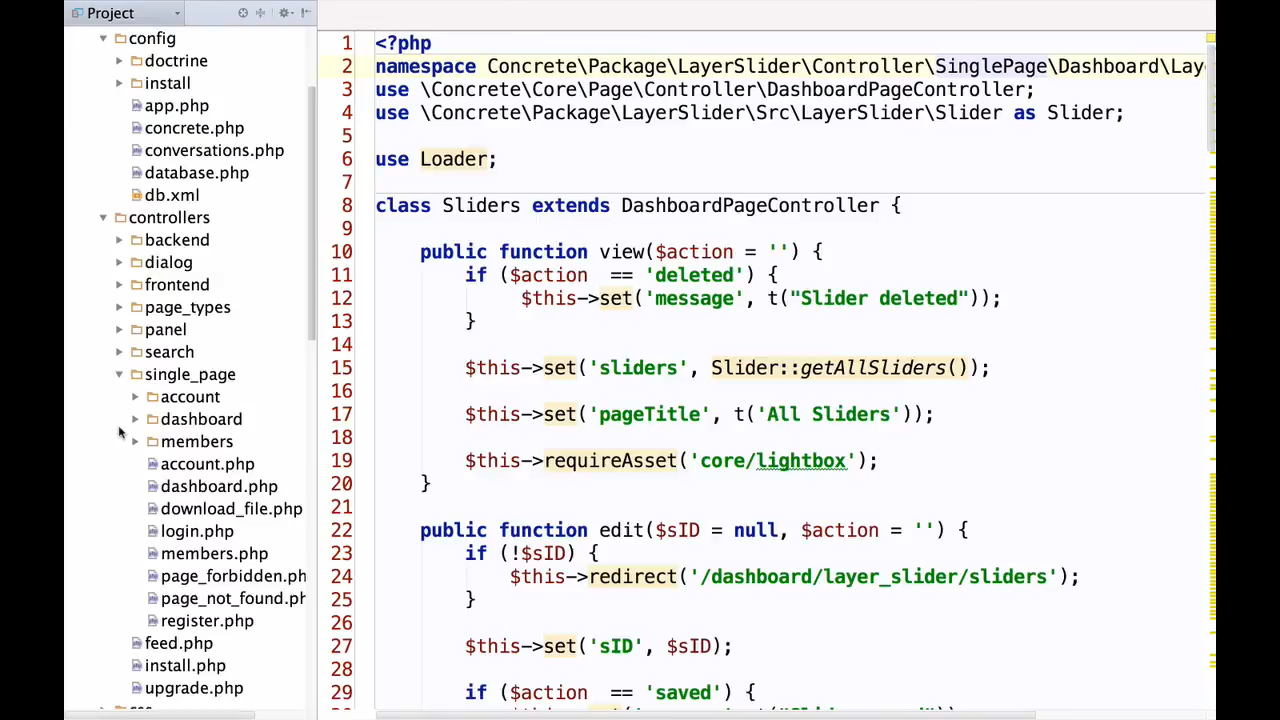 Project
config
doctrine
install
app.php
concrete.php
conversations.php
database.php
db.xml
controllers
backend
dialog
frontend
page_types
panel
search
single_page
account
dashboard
members
account.php
dashboard.php
download_file.php
login.php
members.php
page_forbidden.ph
page_not_found.ph
register.php
feed.php
install.php
upgrade.php
1 <?php
2 namespace Concrete\Package\LayerSlider\Controller\SinglePage\Dashboard\Lay
3 use \Concrete\Core\Page\Controller\DashboardPageController;
4 use \Concrete\Package\LayerSlider\Src\LayerSlider\Slider as Slider;
5
6 use Loader;
7
8 class Sliders extends DashboardPageController {
9
10 public function view($action = '') {
11 if ($action  == 'deleted') {
12 $this->set('message', t("Slider deleted"));
13 }
14
15 $this->set('sliders', Slider::getAllSliders());
16
17 $this->set('pageTitle', t('All Sliders'));
18
19 $this->requireAsset('core/lightbox');
20 }
21
22 public function edit($sID = null, $action = '') {
23 if (!$sID) {
24 $this->redirect('/dashboard/layer_slider/sliders');
25 }
26
27 $this->set('sID', $sID);
28
29 if ($action  == 'saved') {